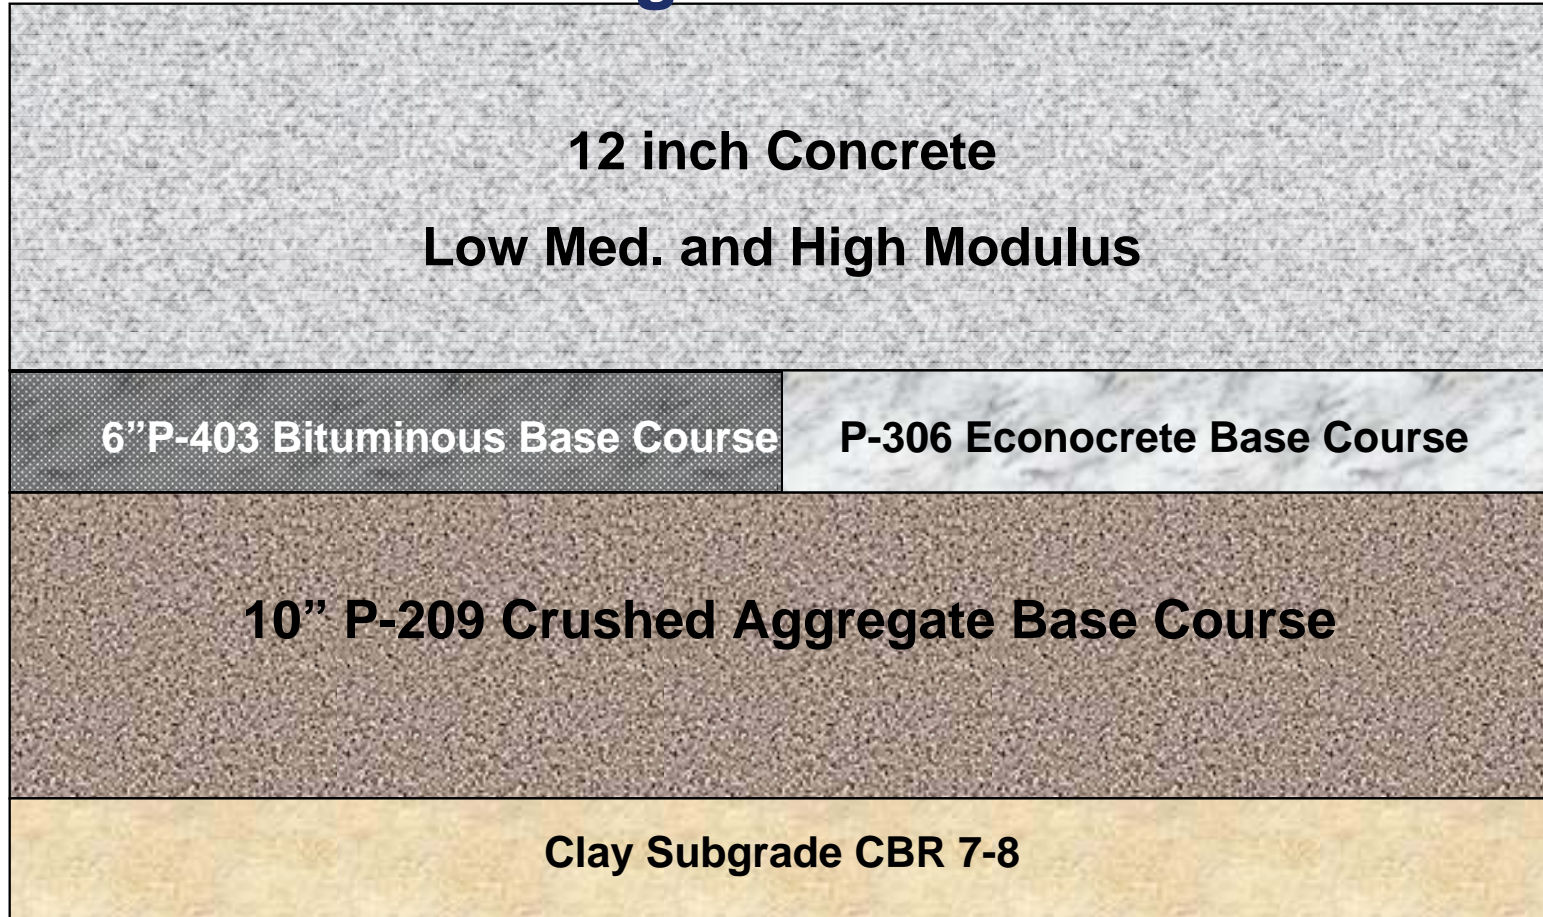 12 inch Concrete
Low Med. and High Modulus
6”P-403 Bituminous Base Course
P-306 Econocrete Base Course
10” P-209 Crushed Aggregate Base Course
Clay Subgrade CBR 7-8